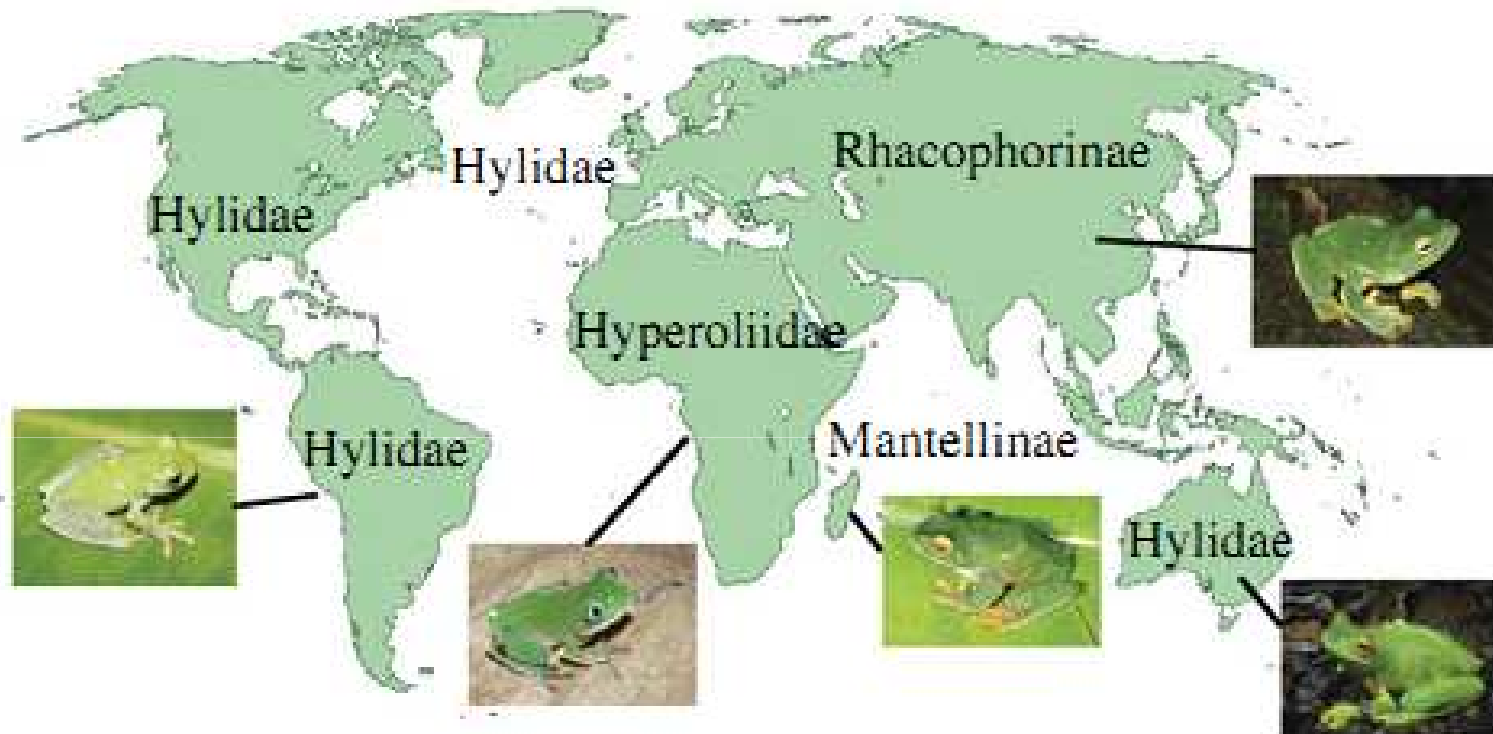 Rhacophorinae
Hylidae
Hylidae
Hyperoliidae
Mantellinae
Hylidae
Hylidae